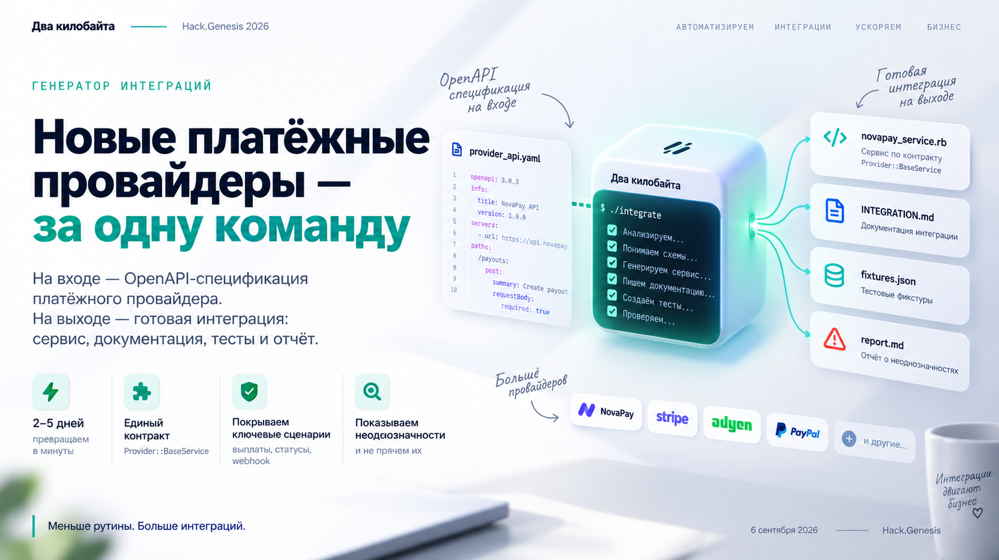 Два килобайта
Hack.Genesis 2026
АВТОМАТИЗИРУЕМ ИНТЕГРАЦИИ УСКОРЯЕМ БИЗНЕС
ГЕНЕРАТОР ИНТЕГРАЦИЙ
Новые платёжные
провайдеры —
за одну команду
На входе — OpenAPI-спецификация
платёжного провайдера.
На выходе — готовая интеграция:
сервис, документация, тесты и отчёт.
2–5 дней
превращаем
в минуты
Единый
контракт
Provider::BaseService
Покрываем
ключевые сценарии
выплаты, статусы,
webhook
Показываем
неоднозначности
и не прячем их
Меньше рутины. Больше интеграций.
OpenAPI
спецификация
на входе
provider_api.yaml
1 openapi: 3.0.3
2 info:
3 title: NovaPay API
4 version: 1.0.0
5 servers:
6 - url: https://api.novapay.
7 paths:
8 /payouts:
9 post:
9 summary: Create payout
10 requestBody:
required: true
Два килобайта
$ ./integrate
Анализируем...
Понимаем схемы...
Генерируем сервис...
Пишем документацию...
Создаём тесты...
Проверяем...
Готовая
интеграция
на выходе
novapay_service.rb
Сервис по контракту
Provider::BaseService
INTEGRATION.md
Документация интеграции
fixtures.json
Тестовые фикстуры
report.md
Отчёт о неоднозначностях
Больше
провайдеров
NovaPay
stripe
adyen
PayPal
и другие...
Интеграции
двигают
бизнес
6 сентября 2026
Hack.Genesis